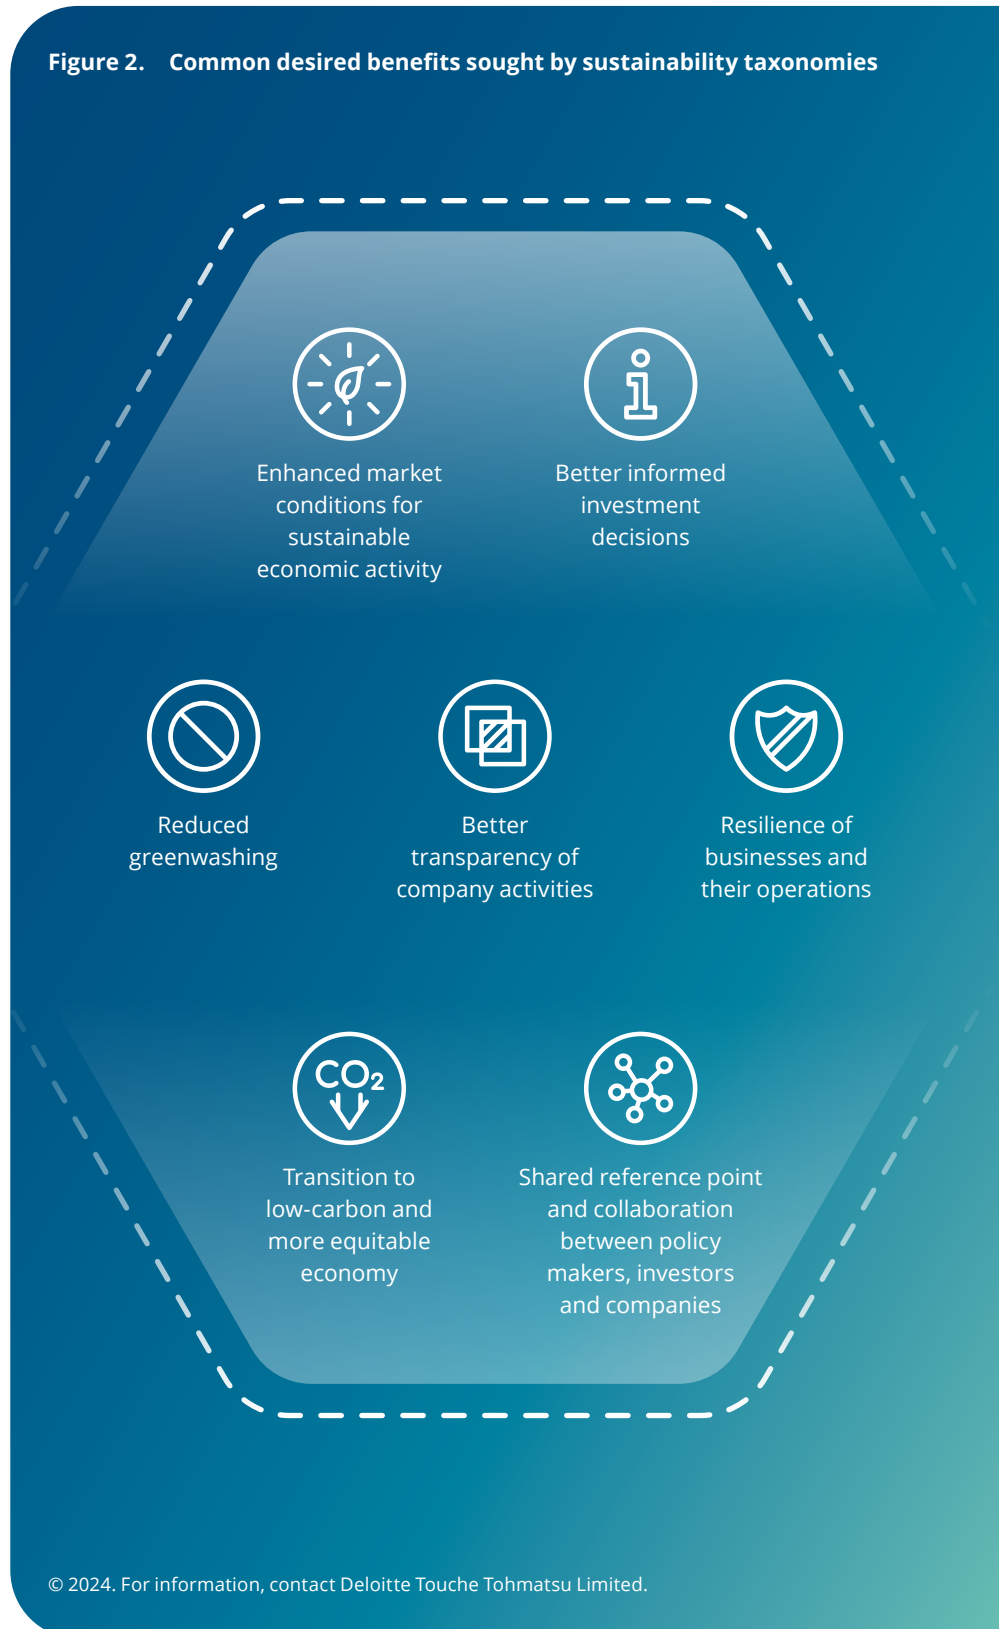 Figure 2. Common desired benefits sought by sustainability taxonomies
Enhanced market
conditions for
sustainable
economic activity
Better informed
investment
decisions
Reduced
greenwashing
Better
transparency of
company activities
Resilience of
businesses and
their operations
CO2
Transition to
low-carbon and
more equitable
economy
Shared reference point
and collaboration
between policy
makers, investors
and companies
© 2024. For information, contact Deloitte Touche Tohmatsu Limited.